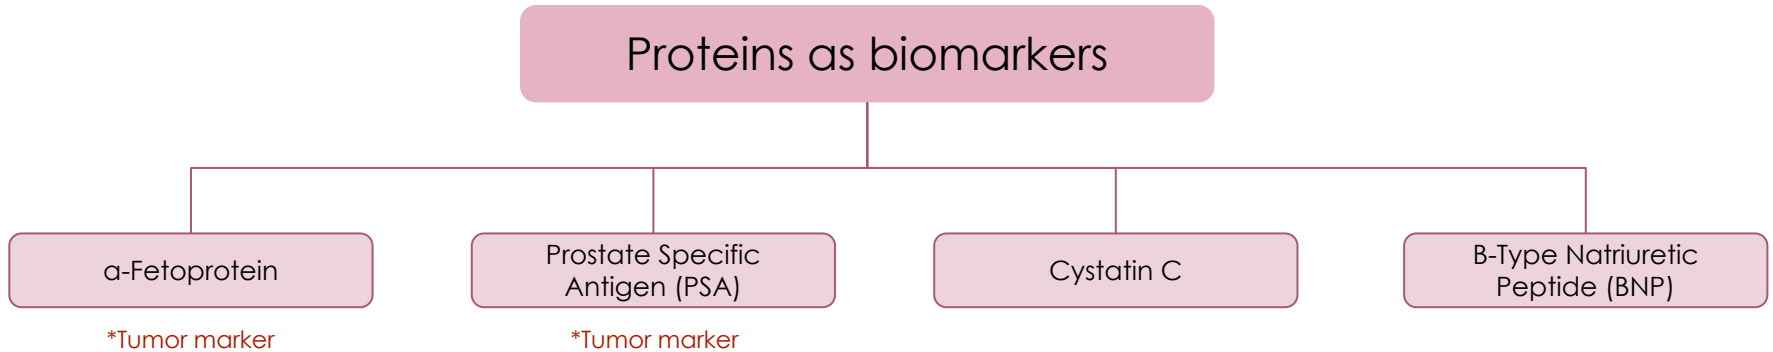 Proteins as biomarkers
α-Fetoprotein
Prostate Specific
Antigen (PSA)
Cystatin C
B-Type Natriuretic
Peptide (BNP)
*Tumor marker
*Tumor marker